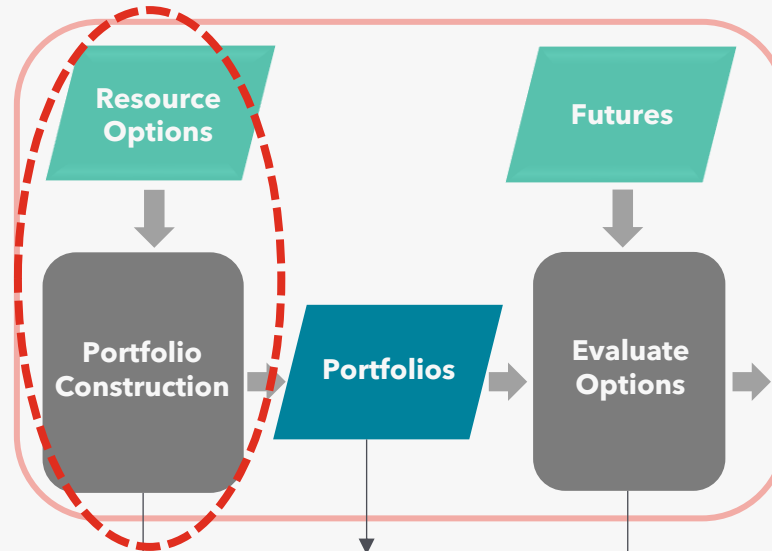 Resource
Options
Futures
Portfolio
Construction
Portfolios
Evaluate
Options